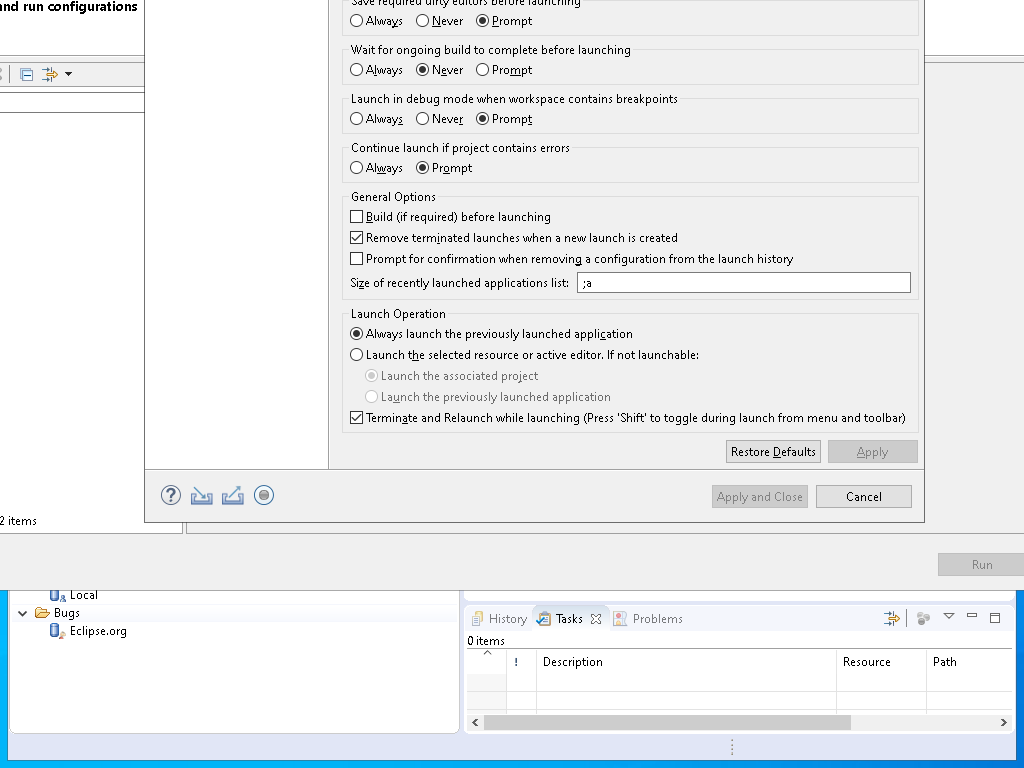 and run configurations
Save required dirty editors before launching
Always Never Prompt
Wait for ongoing build to complete before launching
Always Never Prompt
Launch in debug mode when workspace contains breakpoints
Always Never Prompt
Continue launch if project contains errors
Always Prompt
General Options
Build (if required) before launching
Remove terminated launches when a new launch is created
Prompt for confirmation when removing a configuration from the launch history
Size of recently launched applications list: ;a
Launch Operation
Always launch the previously launched application
Launch the selected resource or active editor. If not launchable:
Launch the associated project
Launch the previously launched application
Terminate and Relaunch while launching (Press 'Shift' to toggle during launch from menu and toolbar)
Restore Defaults Apply
Apply and Close Cancel
2 items
Run
Local
Bugs
Eclipse.org
History Tasks Problems
0 items
! Description Resource Path